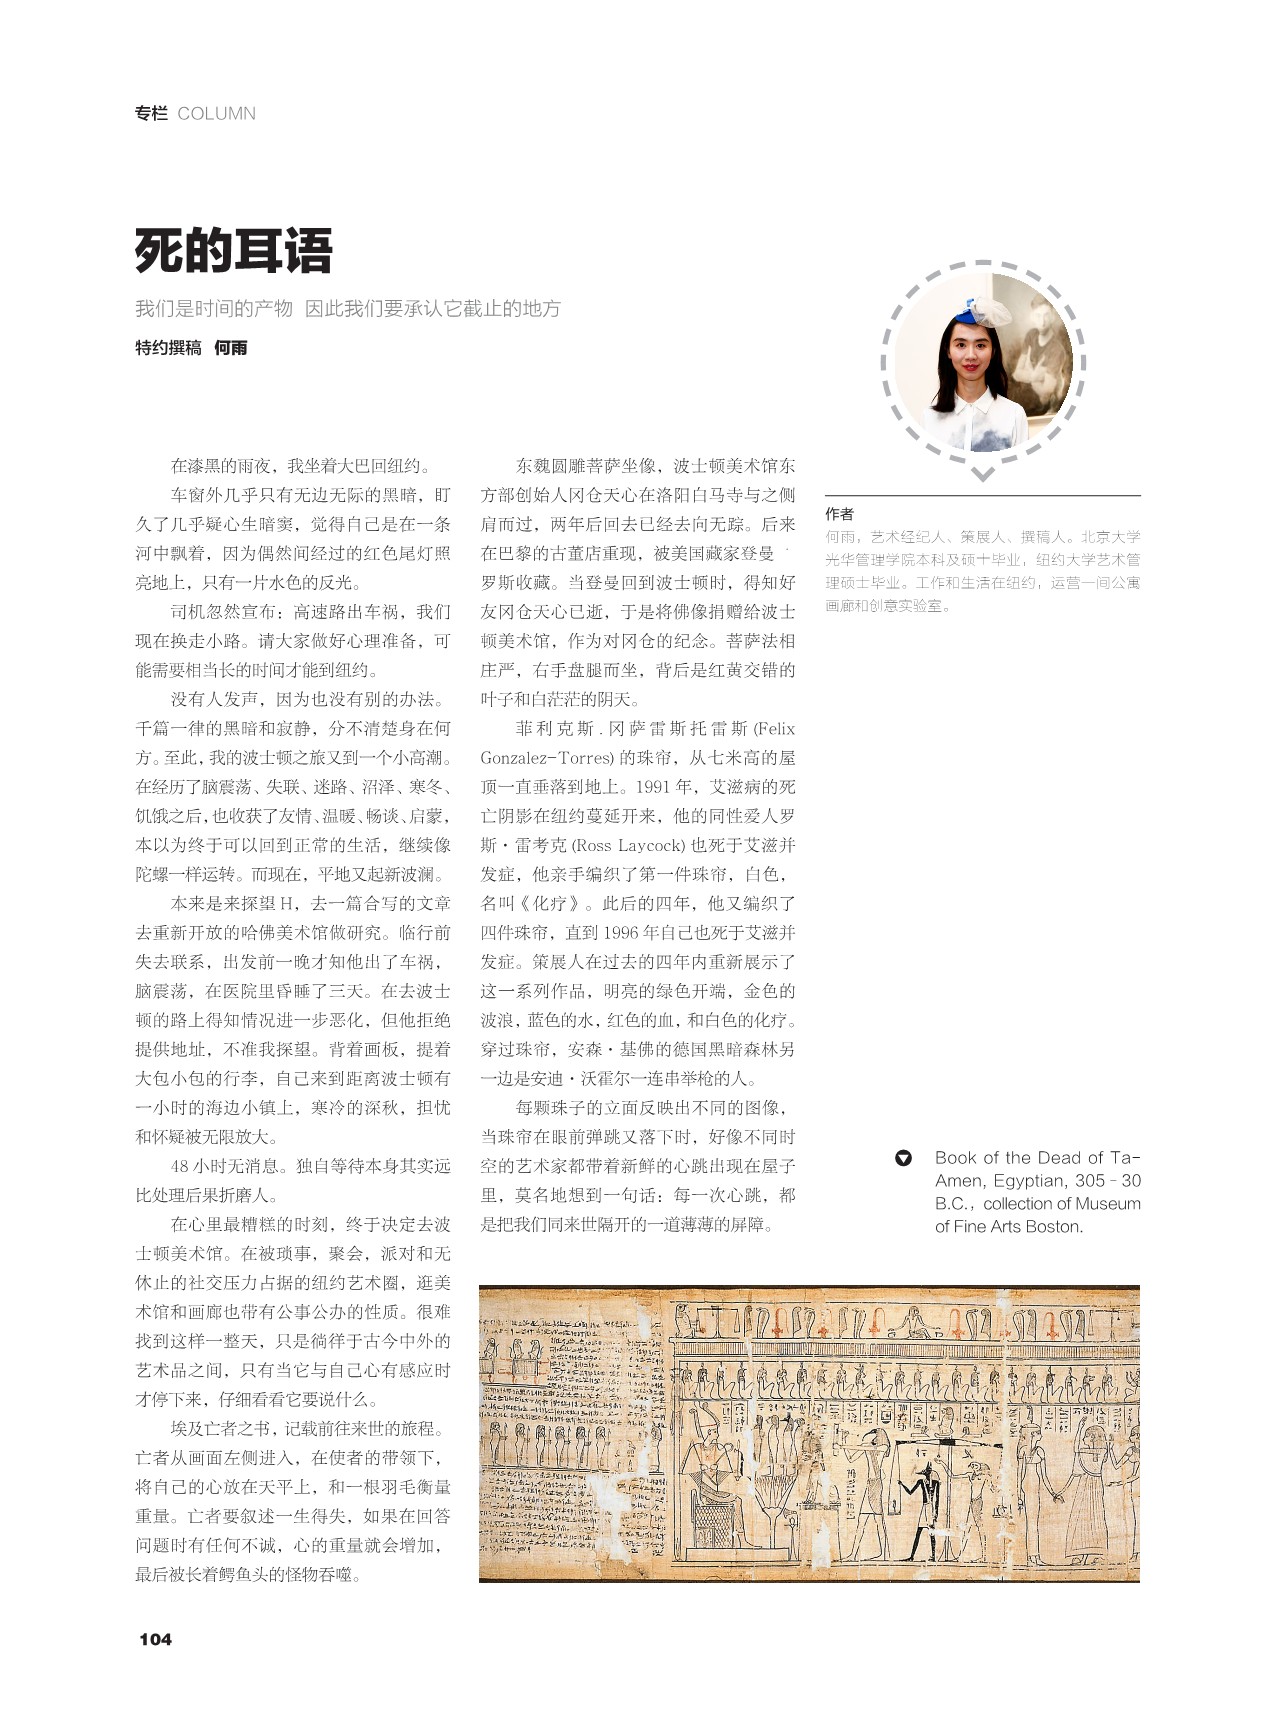 专栏 COLUMN
死的耳语
我们是时间的产物 因此我们要承认它截止的地方
特约撰稿 何雨
在漆黑的雨夜，我坐着大巴回纽约。
车窗外几乎只有无边无际的黑暗，盯
久了几乎疑心生暗窦，觉得自己是在一条
河中飘着，因为偶然间经过的红色尾灯照
亮地上，只有一片水色的反光。
司机忽然宣布：高速路出车祸，我们
现在换走小路。请大家做好心理准备，可
能需要相当长的时间才能到纽约。
没有人发声，因为也没有别的办法。
千篇一律的黑暗和寂静，分不清楚身在何
方。至此，我的波士顿之旅又到一个小高潮。
在经历了脑震荡、失联、迷路、沼泽、寒冬、
饥饿之后，也收获了友情、温暖、畅谈、启蒙，
本以为终于可以回到正常的生活，继续像
陀螺一样运转。而现在，平地又起新波澜。
本来是来探望 H，去一篇合写的文章
去重新开放的哈佛美术馆做研究。临行前
失去联系，出发前一晚才知他出了车祸，
脑震荡，在医院里昏睡了三天。在去波士
顿的路上得知情况进一步恶化，但他拒绝
提供地址，不准我探望。背着画板，提着
大包小包的行李，自己来到距离波士顿有
一小时的海边小镇上，寒冷的深秋，担忧
和怀疑被无限放大。
48 小时无消息。独自等待本身其实远
比处理后果折磨人。
在心里最糟糕的时刻，终于决定去波
士顿美术馆。在被琐事，聚会，派对和无
休止的社交压力占据的纽约艺术圈，逛美
术馆和画廊也带有公事公办的性质。很难
找到这样一整天，只是徜徉于古今中外的
艺术品之间，只有当它与自己心有感应时
才停下来，仔细看看它要说什么。
埃及亡者之书，记载前往来世的旅程。
亡者从画面左侧进入，在使者的带领下，
将自己的心放在天平上，和一根羽毛衡量
重量。亡者要叙述一生得失，如果在回答
问题时有任何不诚，心的重量就会增加，
最后被长着鳄鱼头的怪物吞噬。
东魏圆雕菩萨坐像，波士顿美术馆东
方部创始人冈仓天心在洛阳白马寺与之侧
肩而过，两年后回去已经去向无踪。后来
在巴黎的古董店重现，被美国藏家登曼·
罗斯收藏。当登曼回到波士顿时，得知好
友冈仓天心已逝，于是将佛像捐赠给波士
顿美术馆，作为对冈仓的纪念。菩萨法相
庄严，右手盘腿而坐，背后是红黄交错的
叶子和白茫茫的阴天。
菲利克斯．冈萨雷斯托雷斯 (Felix
Gonzalez-Torres) 的珠帘，从七米高的屋
顶一直垂落到地上。1991 年，艾滋病的死
亡阴影在纽约蔓延开来，他的同性爱人罗
斯·雷考克 (Ross Laycock) 也死于艾滋并
发症，他亲手编织了第一件珠帘，白色，
名叫《化疗》。此后的四年，他又编织了
四件珠帘，直到 1996 年自己也死于艾滋并
发症。策展人在过去的四年内重新展示了
这一系列作品，明亮的绿色开端，金色的
波浪，蓝色的水，红色的血，和白色的化疗。
穿过珠帘，安森·基佛的德国黑暗森林另
一边是安迪·沃霍尔一连串举枪的人。
每颗珠子的立面反映出不同的图像，
当珠帘在眼前弹跳又落下时，好像不同时
空的艺术家都带着新鲜的心跳出现在屋子
里，莫名地想到一句话：每一次心跳，都
是把我们同来世隔开的一道薄薄的屏障。
作者
何雨，艺术经纪人、策展人、撰稿人。北京大学
光华管理学院本科及硕士毕业，纽约大学艺术管
理硕士毕业。工作和生活在纽约，运营一间公寓
画廊和创意实验室。
Book of the Dead of Ta-
Amen, Egyptian, 305–30
B.C., collection of Museum
of Fine Arts Boston.
104